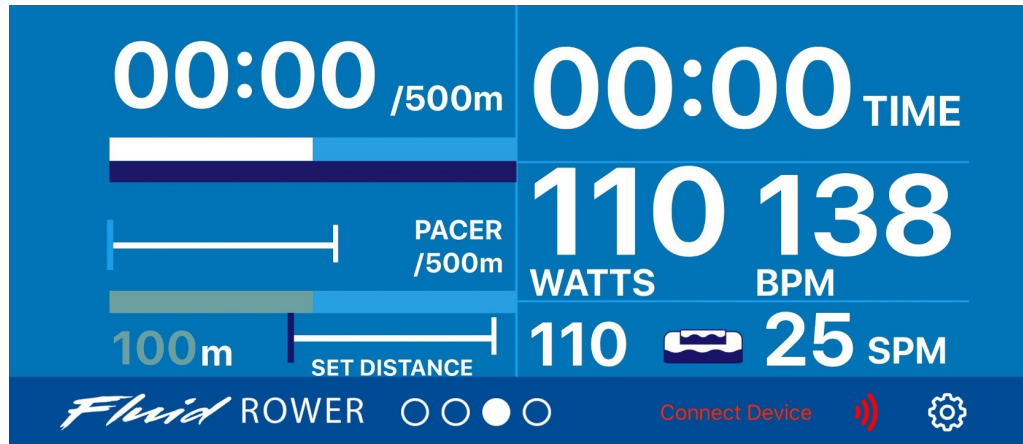 00:00 /500m
00:00 TIME
PACER
/500m
110 WATTS
138 BPM
100m
SET DISTANCE
110
25 SPM
Fluid ROWER
Connect Device